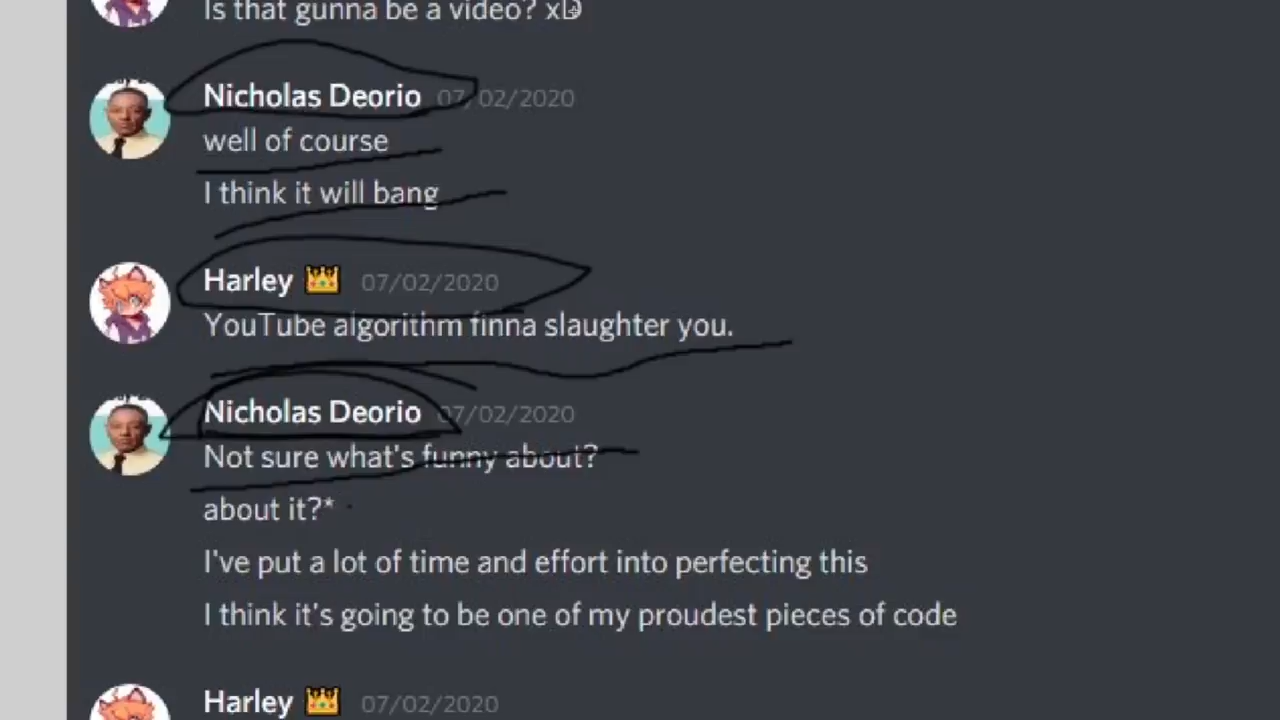 Is that gunna be a video? xD
Nicholas Deorio 07/02/2020
well of course
I think it will bang
Harley 👑 07/02/2020
YouTube algorithm finna slaughter you.
Nicholas Deorio 07/02/2020
Not sure what's funny about?
about it?*
I've put a lot of time and effort into perfecting this
I think it's going to be one of my proudest pieces of code
Harley 👑 07/02/2020